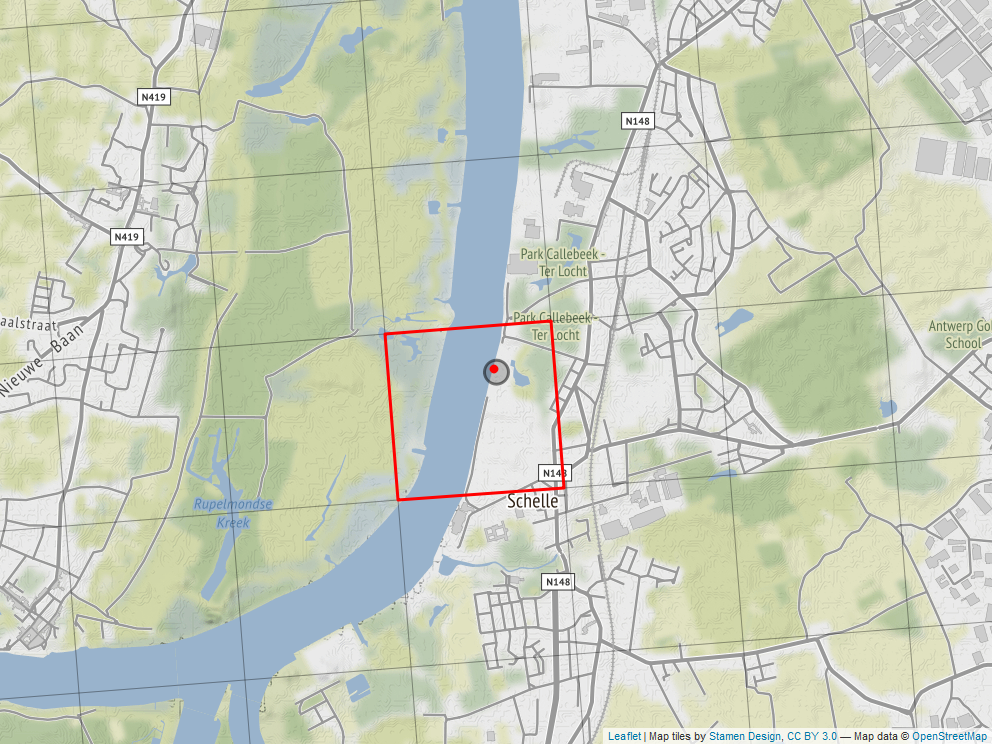 N419
N148
N419
Park Callebeek -
Ter Locht
Park Callebeek -
Ter Locht
aalstraat
Nieuwe - Baan
Antwerp Gol
School
N148
Schelle
Rupelmondse
Kreek
N148
Leaflet | Map tiles by Stamen Design, CC BY 3.0 — Map data © OpenStreetMap